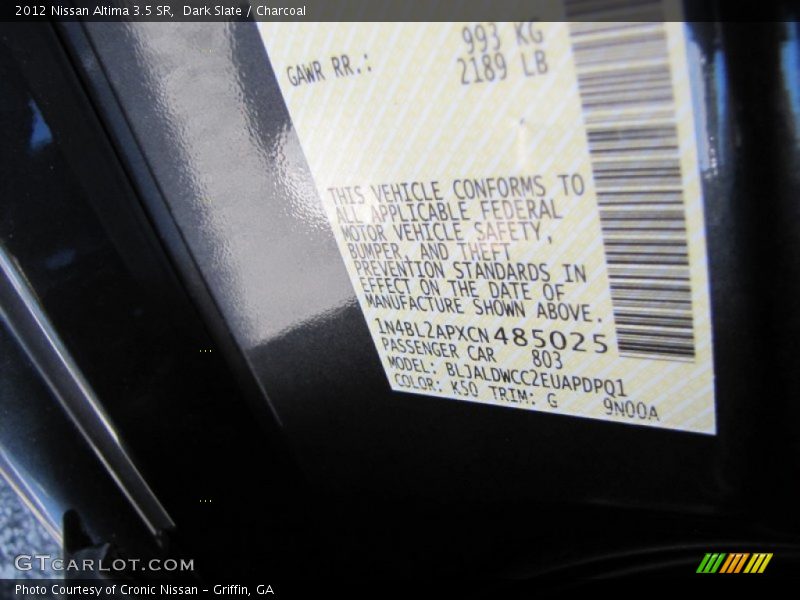 2012 Nissan Altima 3.5 SR, Dark Slate / Charcoal
993 KG
GAWR RR.: 2189 LB
THIS VEHICLE CONFORMS TO
ALL APPLICABLE FEDERAL
MOTOR VEHICLE SAFETY,
BUMPER, AND THEFT
PREVENTION STANDARDS IN
EFFECT ON THE DATE OF
MANUFACTURE SHOWN ABOVE.
1N4BL2APXCN485025
PASSENGER CAR 803
MODEL: BLJALDWCC2EUAPDPQ1
COLOR: K50 TRIM: G 9N00A
GTCARLOT.COM
Photo Courtesy of Cronic Nissan - Griffin, GA